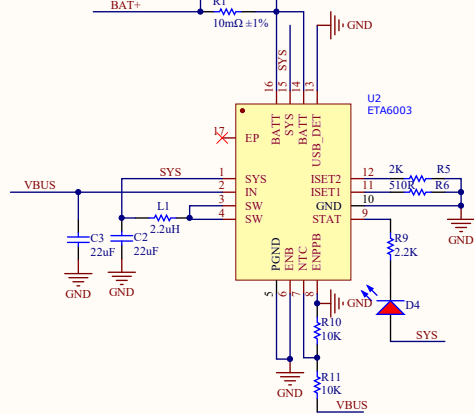 BAT+
R1
10mΩ ±1%
GND
SYS
16
15
14
13
U2
ETA6003
BATT
SYS
BATT
USB_DET
17
EP
SYS
1
SYS
ISET2
12
2K
R5
VBUS
2
IN
ISET1
11
510R
R6
3
SW
GND
10
L1
2.2uH
4
SW
STAT
9
GND
C3
22uF
C2
22uF
R9
2.2K
PGND
ENB
NTC
ENPPB
GND
GND
5
6
7
8
GND
D4
R10
10K
SYS
GND
R11
10K
VBUS